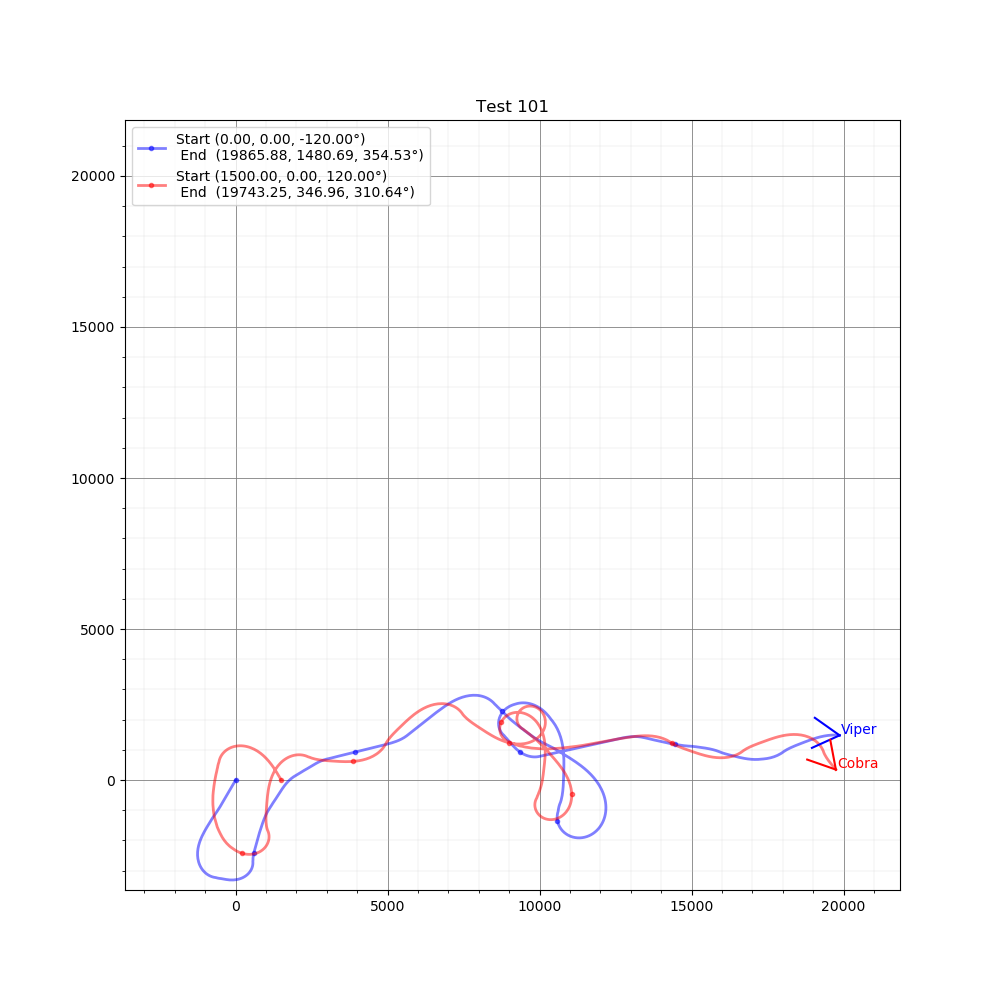 Test 101
Start (0.00, 0.00, -120.00°)
End (19865.88, 1480.69, 354.53°)
Start (1500.00, 0.00, 120.00°)
End (19743.25, 346.96, 310.64°)
20000
15000
10000
5000
0
Viper
Cobra
0 5000 10000 15000 20000